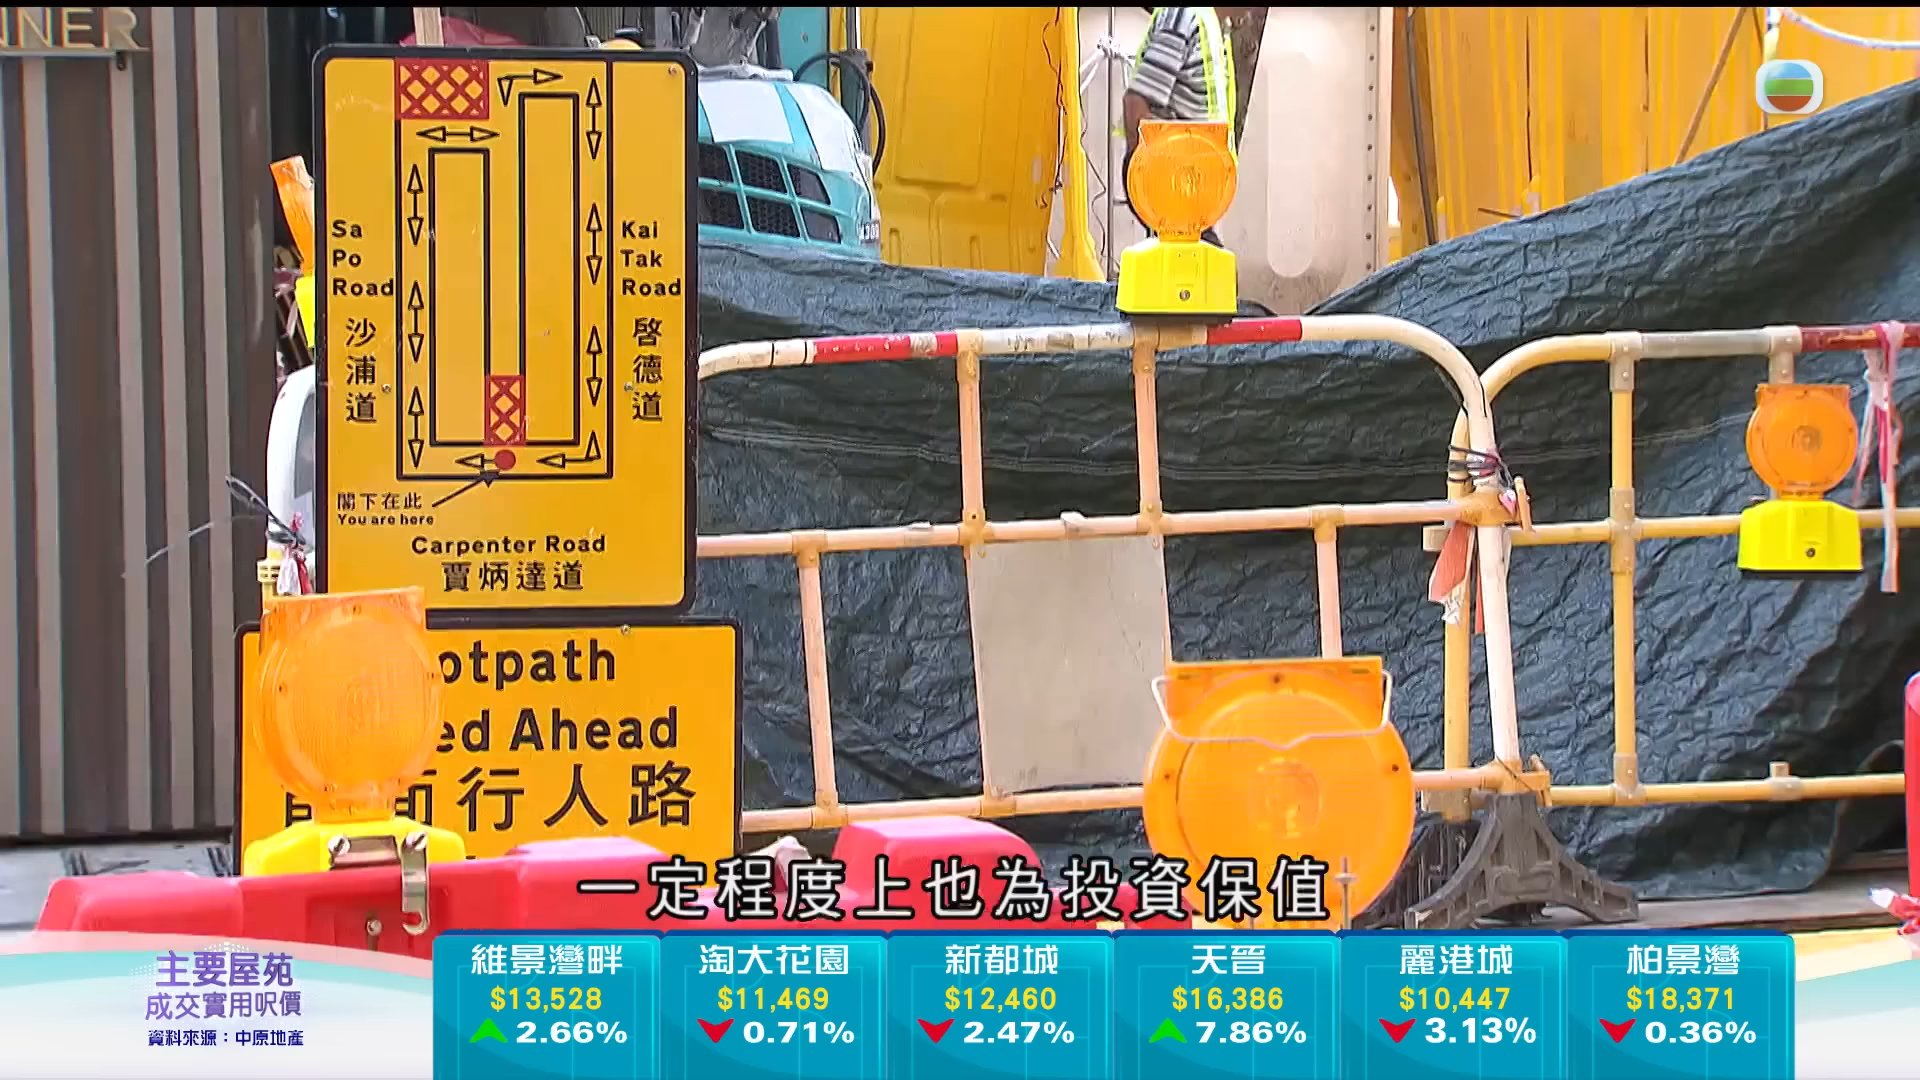 NNER
Sa
Po
Road
沙浦道
Kai
Tak
Road
啓德道
閣下在此
You are here
Carpenter Road
賈炳達道
otpath
ed Ahead
行人路
一定程度上也為投資保值
主要屋苑
成交實用呎價
資料來源：中原地產
維景灣畔
$13,528
2.66%
淘大花園
$11,469
0.71%
新都城
$12,460
2.47%
天晉
$16,386
7.86%
麗港城
$10,447
3.13%
柏景灣
$18,371
0.36%